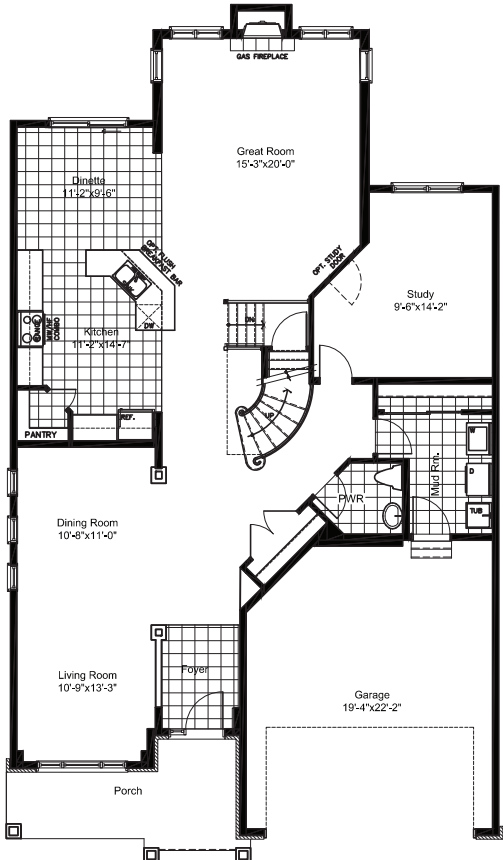 GAS FIREPLACE
Great Room
15'-3"x20'-0"
Dinette
11'-2"x9'-6"
OPT. FLUSH
BREAKFAST BAR
OPT. STUDY
DOOR
Study
9'-6"x14'-2"
DN
DW
RANGE
MW/HF
COMBO
Kitchen
11'-2"x14'-7"
UP
REF.
PANTRY
W
Mud Rm.
D
TUB
PWR
Dining Room
10'-8"x11'-0"
Foyer
Living Room
10'-9"x13'-3"
Garage
19'-4"x22'-2"
Porch